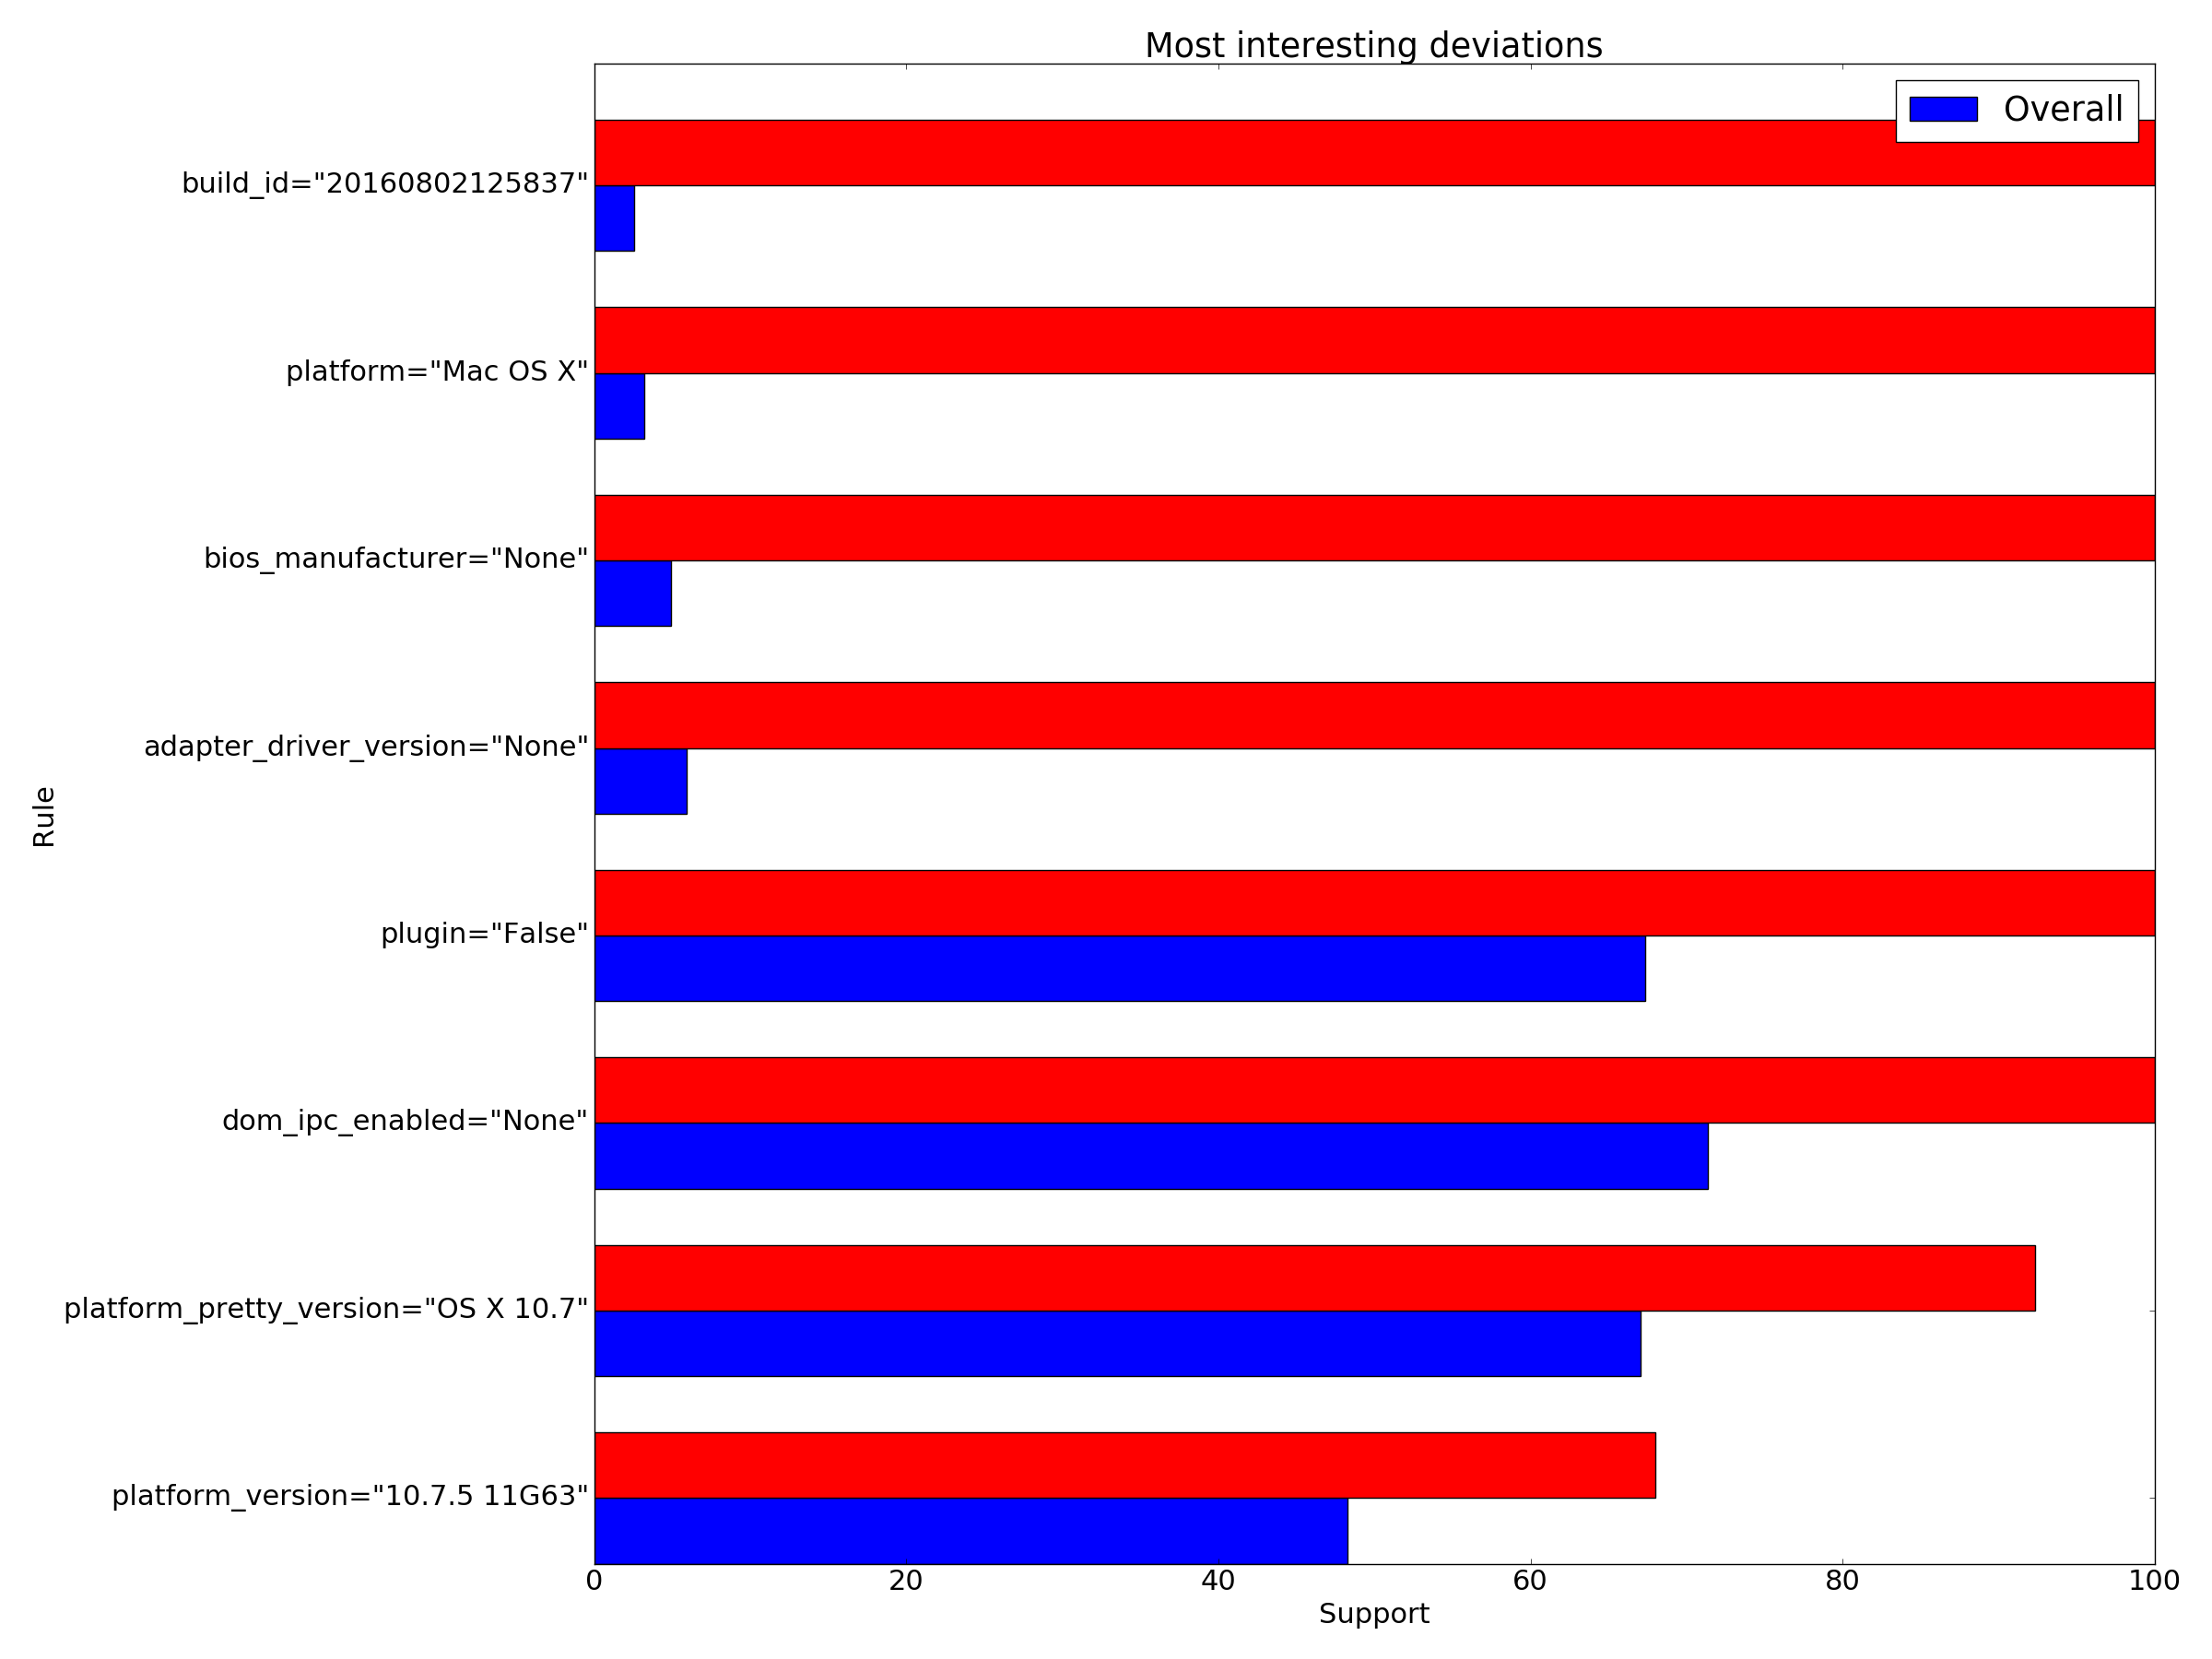 Most interesting deviations
Overall
build_id="20160802125837"
platform="Mac OS X"
bios_manufacturer="None"
adapter_driver_version="None"
plugin="False"
dom_ipc_enabled="None"
platform_pretty_version="OS X 10.7"
platform_version="10.7.5 11G63"
Rule
0 20 40 60 80 100
Support